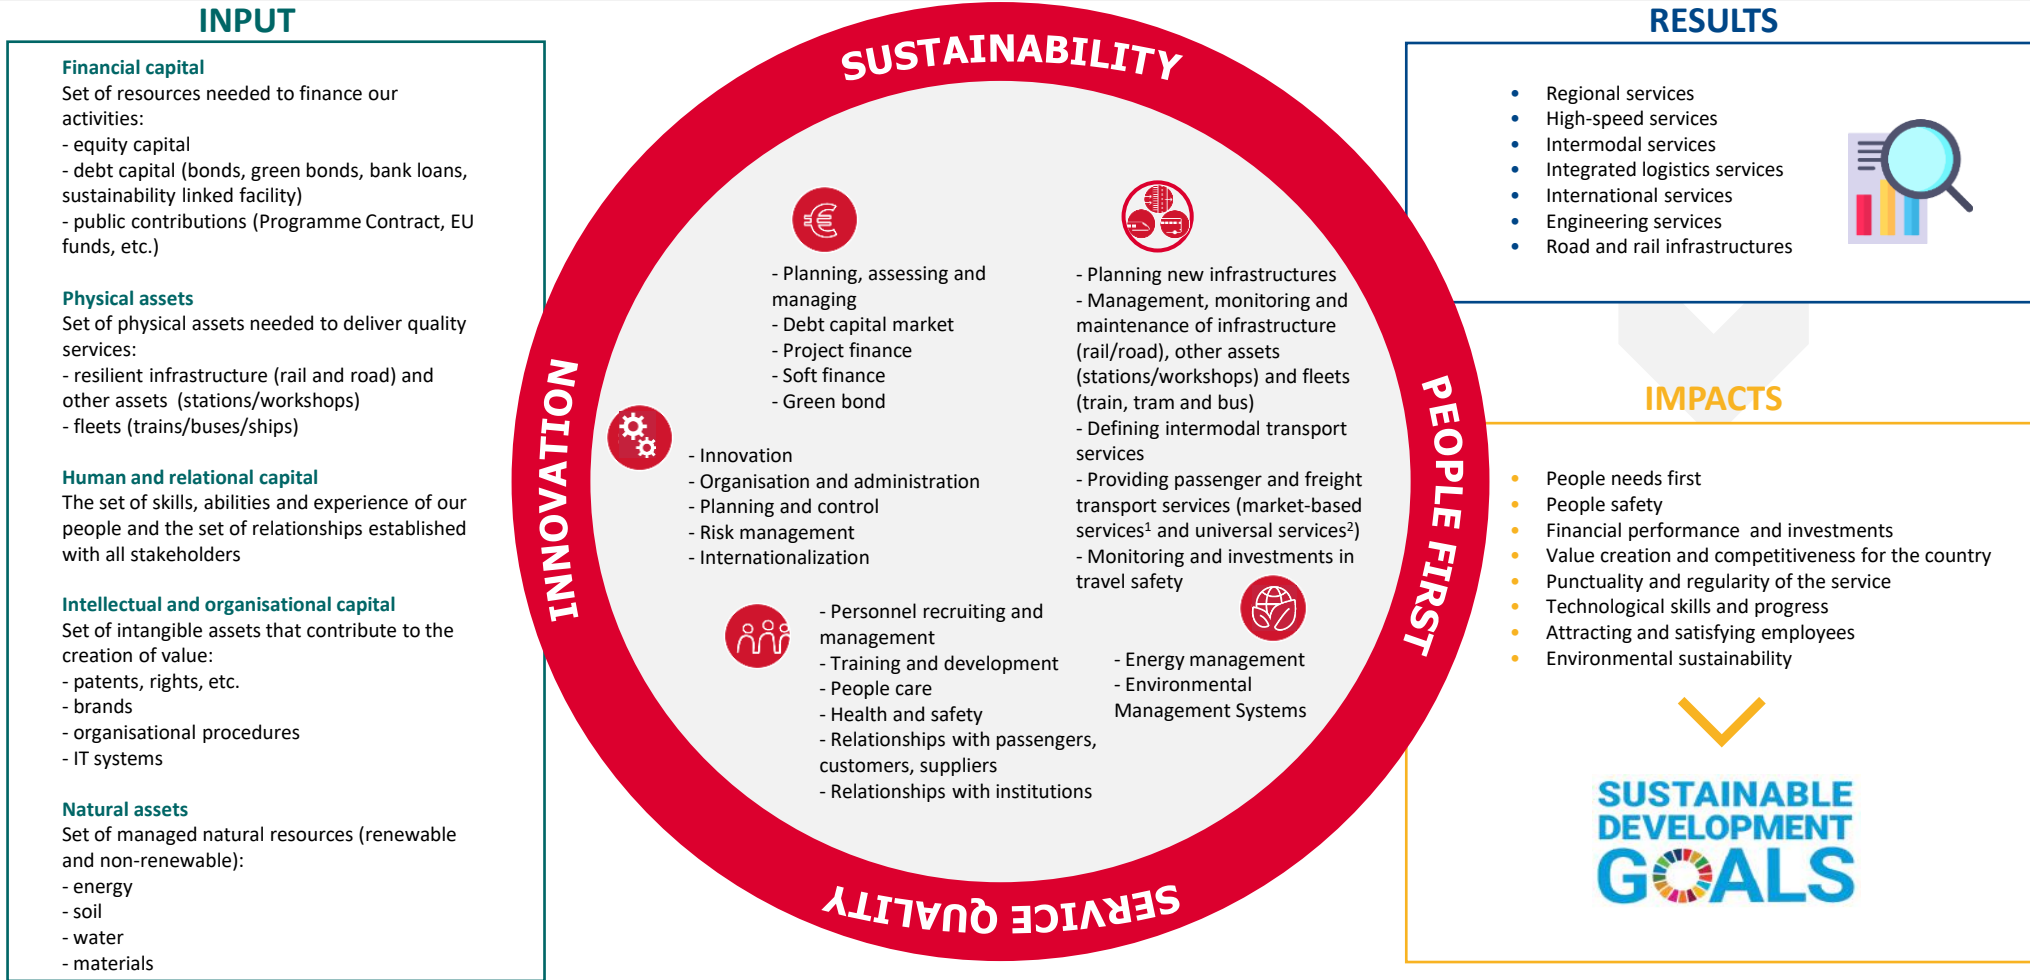 INPUT
Financial capital
Set of resources needed to finance our
activities:
- equity capital
- debt capital (bonds, green bonds, bank loans,
sustainability linked facility)
- public contributions (Programme Contract, EU
funds, etc.)
Physical assets
Set of physical assets needed to deliver quality
services:
- resilient infrastructure (rail and road) and
other assets (stations/workshops)
- fleets (trains/buses/ships)
Human and relational capital
The set of skills, abilities and experience of our
people and the set of relationships established
with all stakeholders
Intellectual and organisational capital
Set of intangible assets that contribute to the
creation of value:
- patents, rights, etc.
- brands
- organisational procedures
- IT systems
Natural assets
Set of managed natural resources (renewable
and non-renewable):
- energy
- soil
- water
- materials
SUSTAINABILITY
INNOVATION
PEOPLE FIRST
SERVICE QUALITY
- Planning, assessing and
managing
- Debt capital market
- Project finance
- Soft finance
- Green bond
- Planning new infrastructures
- Management, monitoring and
maintenance of infrastructure
(rail/road), other assets
(stations/workshops) and fleets
(train, tram and bus)
- Defining intermodal transport
services
- Providing passenger and freight
transport services (market-based
services¹ and universal services²)
- Monitoring and investments in
travel safety
- Innovation
- Organisation and administration
- Planning and control
- Risk management
- Internationalization
- Personnel recruiting and
management
- Training and development
- People care
- Health and safety
- Relationships with passengers,
customers, suppliers
- Relationships with institutions
- Energy management
- Environmental
Management Systems
RESULTS
• Regional services
• High-speed services
• Intermodal services
• Integrated logistics services
• International services
• Engineering services
• Road and rail infrastructures
IMPACTS
• People needs first
• People safety
• Financial performance and investments
• Value creation and competitiveness for the country
• Punctuality and regularity of the service
• Technological skills and progress
• Attracting and satisfying employees
• Environmental sustainability
SUSTAINABLE
DEVELOPMENT
GOALS